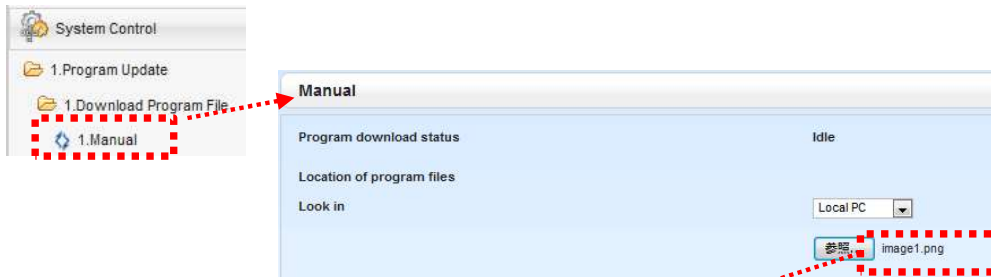 System Control
1.Program Update
1.Download Program File
1.Manual
Manual
Program download status Idle
Location of program files
Look in Local PC
参照... image1.png